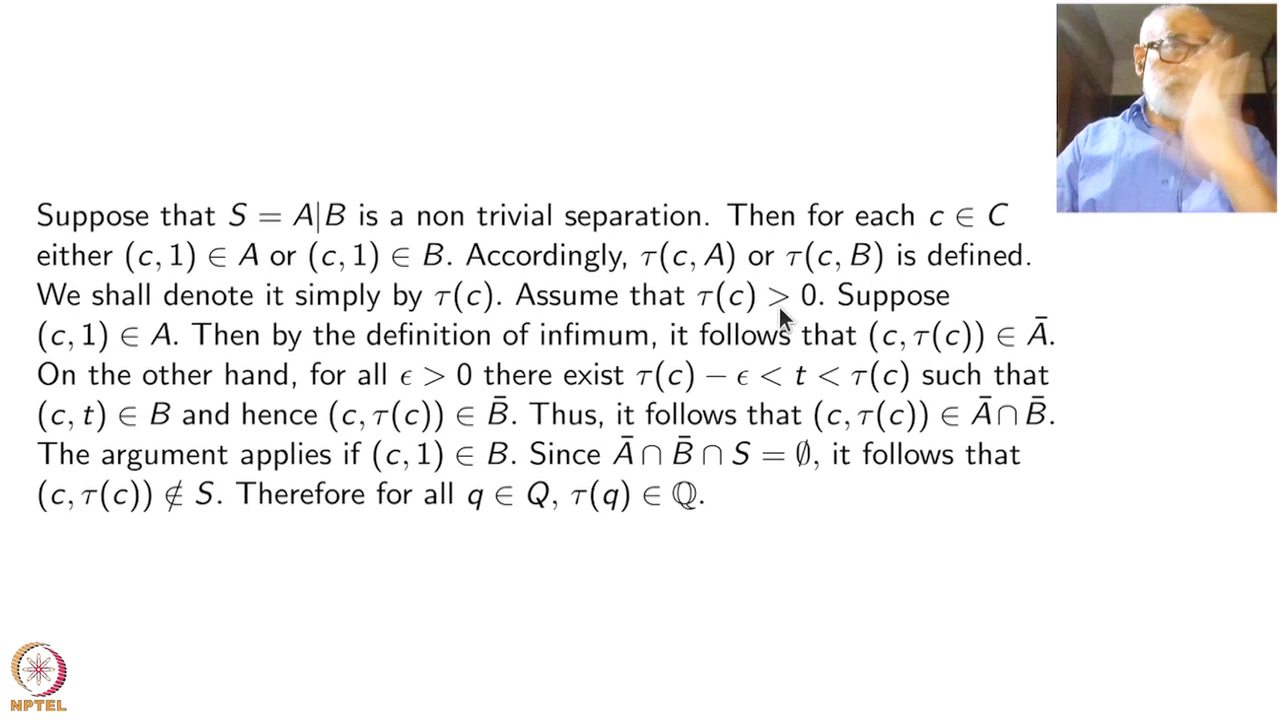 Suppose that S = A|B is a non trivial separation. Then for each c ∈ C
either (c, 1) ∈ A or (c, 1) ∈ B. Accordingly, τ(c, A) or τ(c, B) is defined.
We shall denote it simply by τ(c). Assume that τ(c) > 0. Suppose
(c, 1) ∈ A. Then by the definition of infimum, it follows that (c, τ(c)) ∈ Ā.
On the other hand, for all ϵ > 0 there exist τ(c) − ϵ < t < τ(c) such that
(c, t) ∈ B and hence (c, τ(c)) ∈ B̄. Thus, it follows that (c, τ(c)) ∈ Ā ∩ B̄.
The argument applies if (c, 1) ∈ B. Since Ā ∩ B̄ ∩ S = ∅, it follows that
(c, τ(c)) ∉ S. Therefore for all q ∈ Q, τ(q) ∈ ℚ.
NPTEL